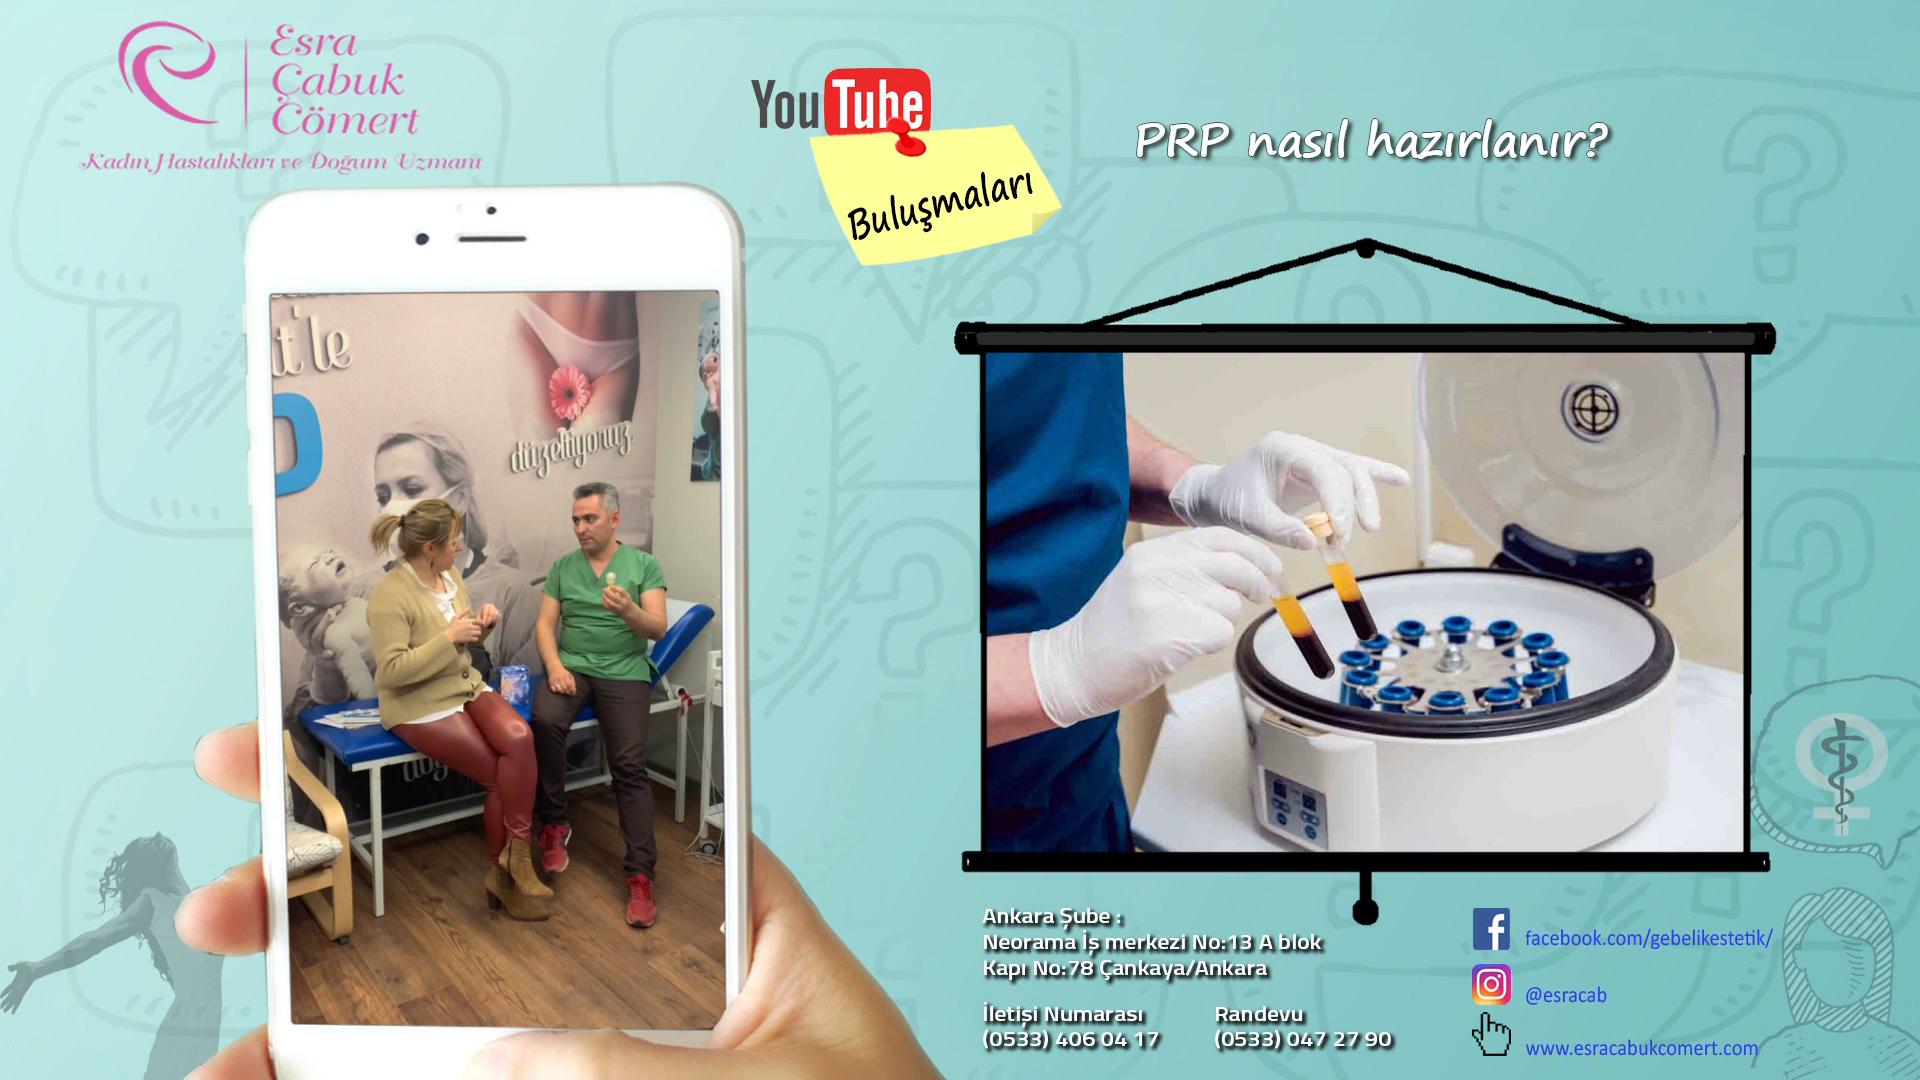 Esra
Çabuk
Cömert
Kadın Hastalıkları ve Doğum Uzmanı
YouTube
Buluşmaları
PRP nasıl hazırlanır?
t'le
düzeltiyoruz
Ankara Şube :
Neorama İş merkezi No:13 A blok
Kapı No:78 Çankaya/Ankara
İletişi Numarası
(0533) 406 04 17
Randevu
(0533) 047 27 90
facebook.com/gebelikestetik/
@esracab
www.esracabukcomert.com